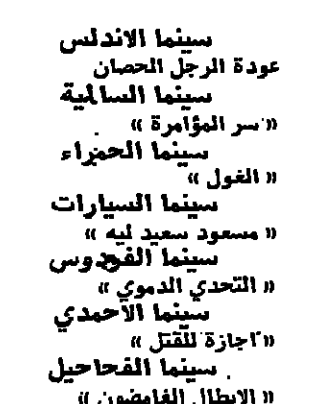 سينما الاندلس
عودة الرجل الحصان
سينما السالمية
« سر المؤامرة »
سينما الحمراء
« الغول »
سينما السيارات
« مسعود سعيد ليه »
سينما الفردوس
« التحدي الدموي »
سينما الاحمدي
« اجازة للقتل »
سينما الفحاحيل
« الابطال الغامضون »